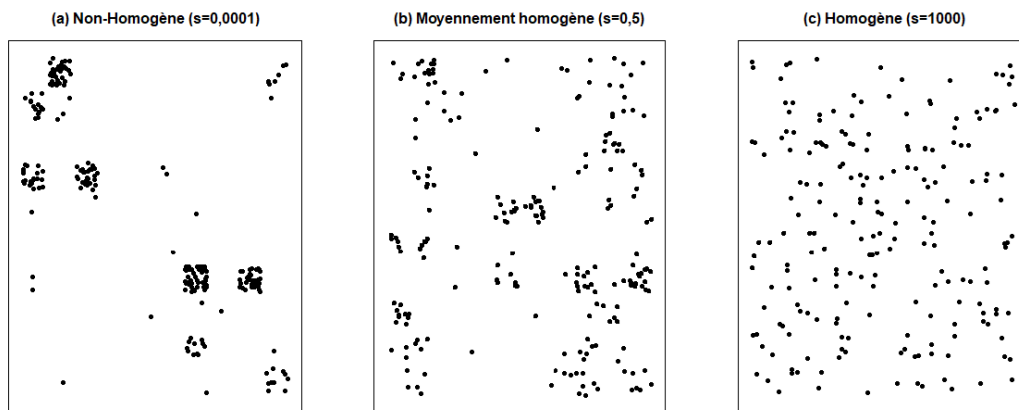 (a) Non-Homogène (s=0,0001)
(b) Moyennement homogène (s=0,5)
(c) Homogène (s=1000)